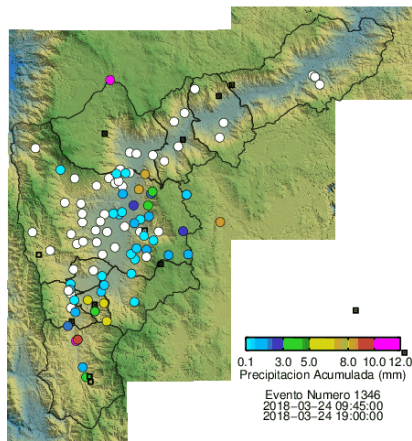 0.1 3.0 5.0 8.0 10.0 12.0
Precipitacion Acumulada (mm)
Evento Numero 1346
2018-03-24 09:45:00
2018-03-24 19:00:00